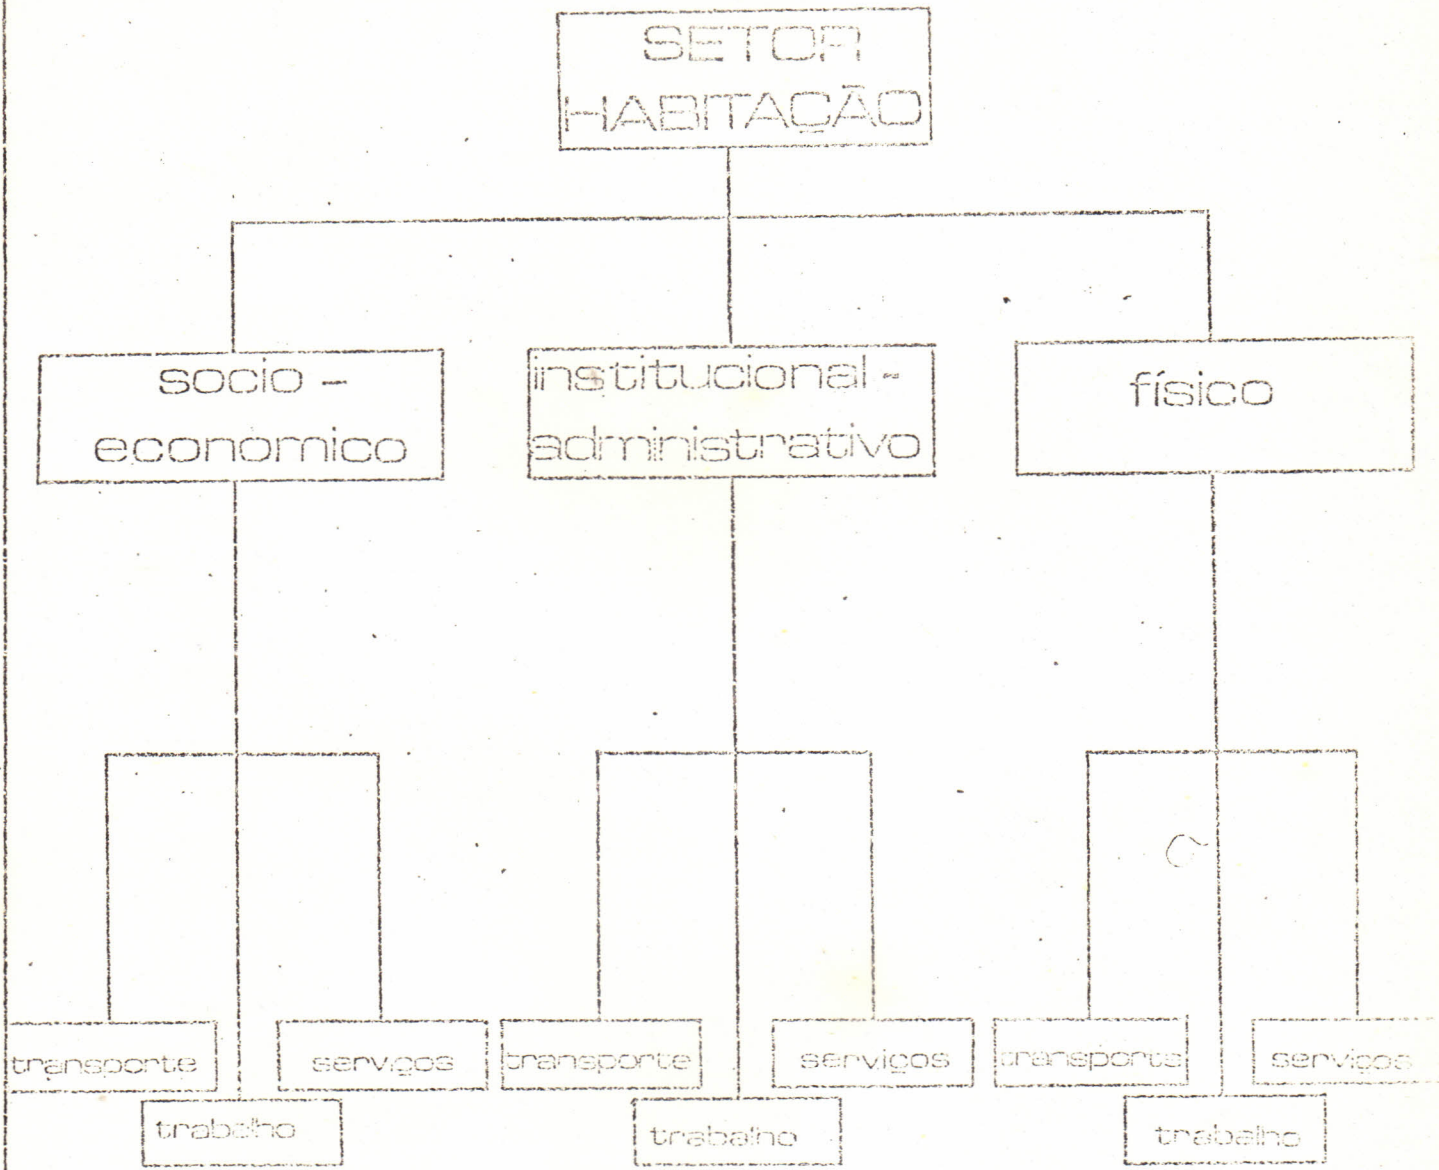 SETOR
HABITAÇÃO
socio -
economico
institucional -
administrativo
físico
transporte
serviços
transporte
serviços
transporte
serviços
trabalho
trabalho
trabalho